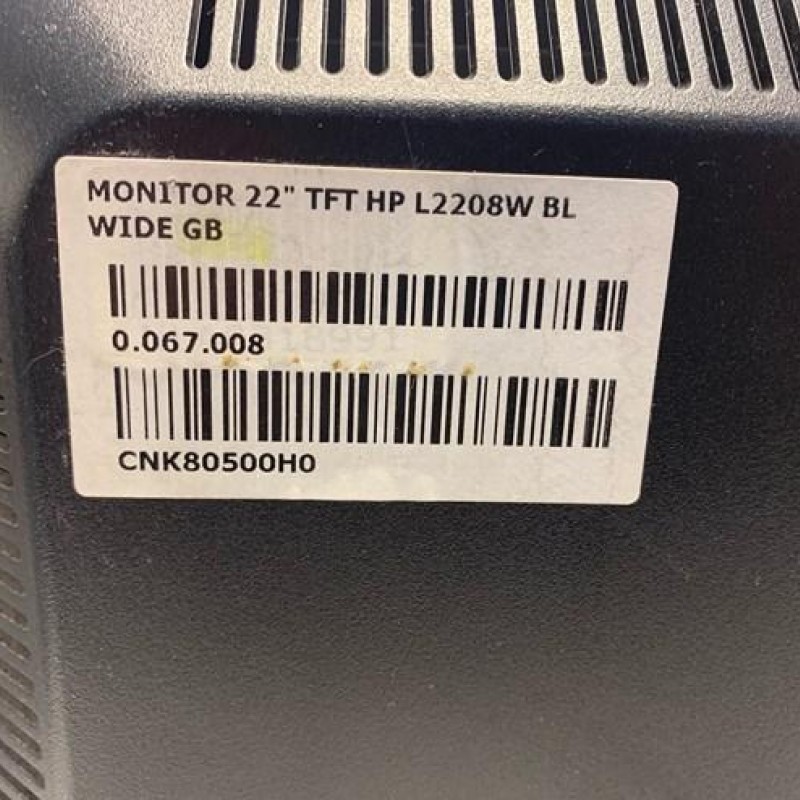 MONITOR 22" TFT HP L2208W BL
WIDE GB
0.067.008
CNK80500H0